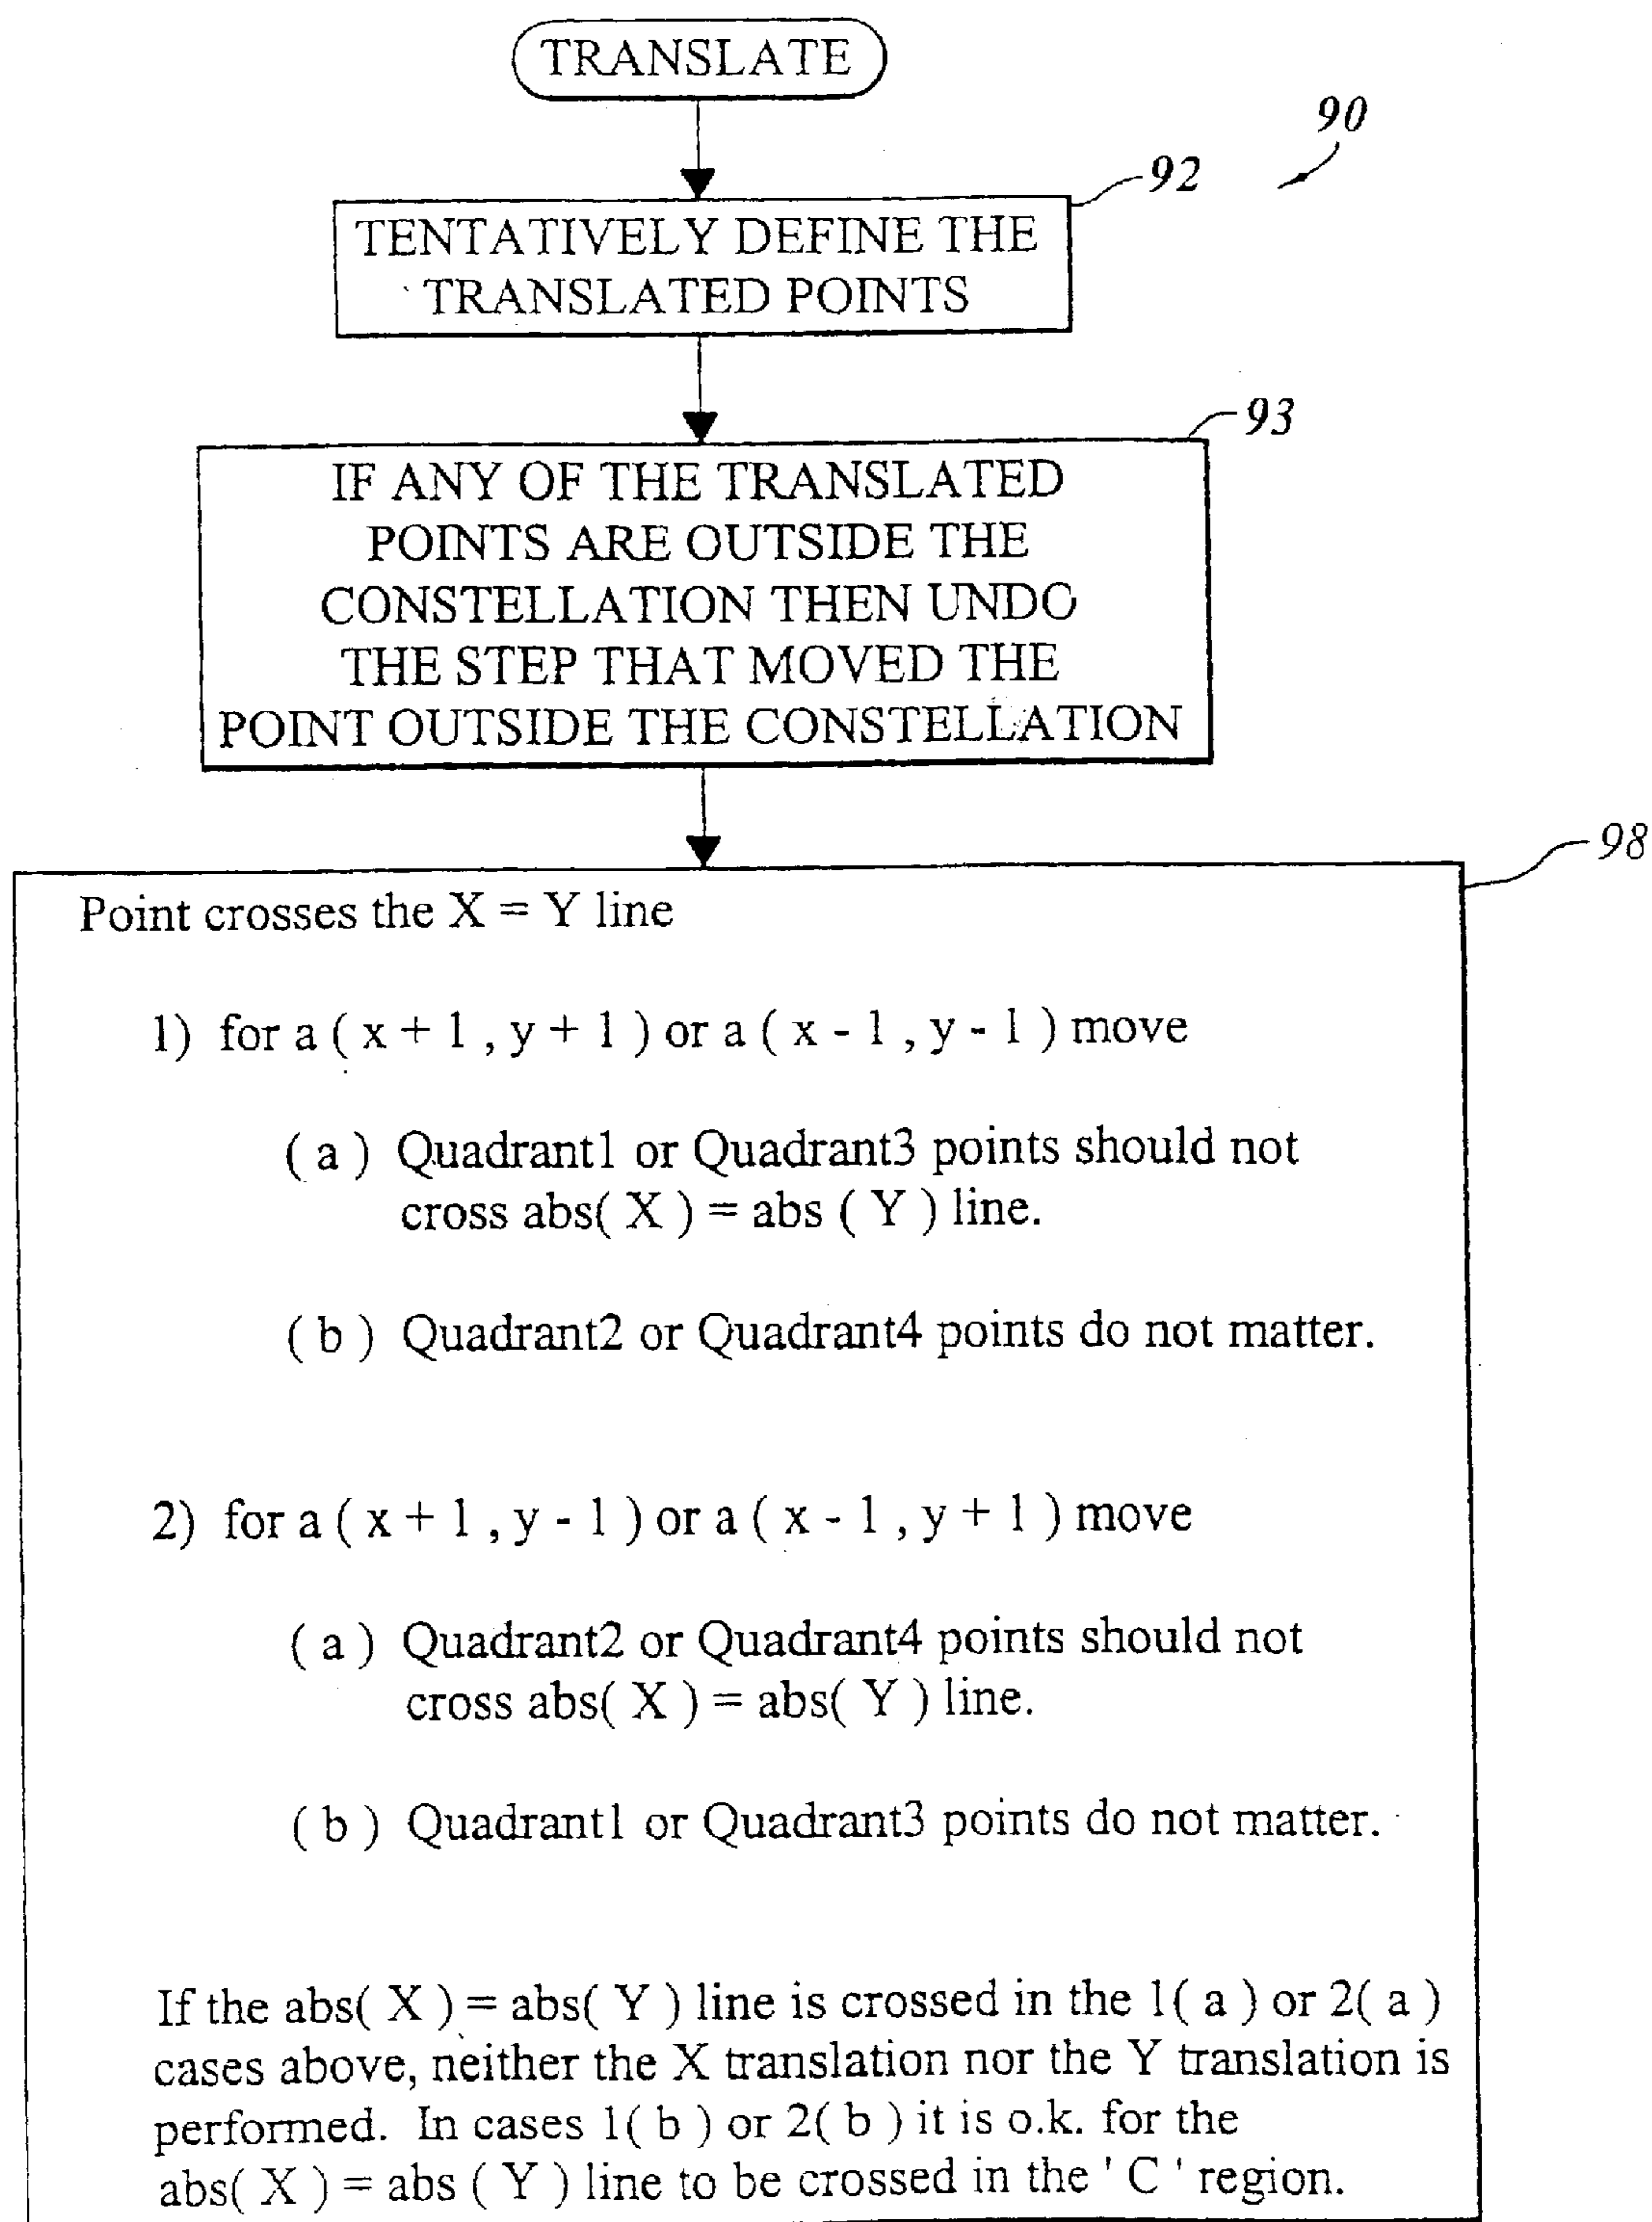 TRANSLATE
90
92
TENTATIVELY DEFINE THE
TRANSLATED POINTS
93
IF ANY OF THE TRANSLATED
POINTS ARE OUTSIDE THE
CONSTELLATION THEN UNDO
THE STEP THAT MOVED THE
POINT OUTSIDE THE CONSTELLATION
98
Point crosses the X = Y line
1) for a ( x + 1 , y + 1 ) or a ( x - 1 , y - 1 ) move
( a ) Quadrant1 or Quadrant3 points should not
cross abs( X ) = abs ( Y ) line.
( b ) Quadrant2 or Quadrant4 points do not matter.
2) for a ( x + 1 , y - 1 ) or a ( x - 1 , y + 1 ) move
( a ) Quadrant2 or Quadrant4 points should not
cross abs( X ) = abs( Y ) line.
( b ) Quadrant1 or Quadrant3 points do not matter.
If the abs( X ) = abs( Y ) line is crossed in the 1( a ) or 2( a )
cases above, neither the X translation nor the Y translation is
performed. In cases 1( b ) or 2( b ) it is o.k. for the
abs( X ) = abs ( Y ) line to be crossed in the ' C ' region.